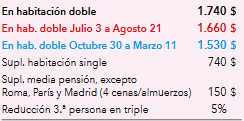 En habitación doble 1.740 $
En hab. doble Julio 3 a Agosto 21 1.660 $
En hab. doble Octubre 30 a Marzo 11 1.530 $
Supl. habitación single 740 $
Supl. media pensión, excepto
Roma, París y Madrid (4 cenas/almuerzos) 150 $
Reducción 3.ª persona en triple 5%